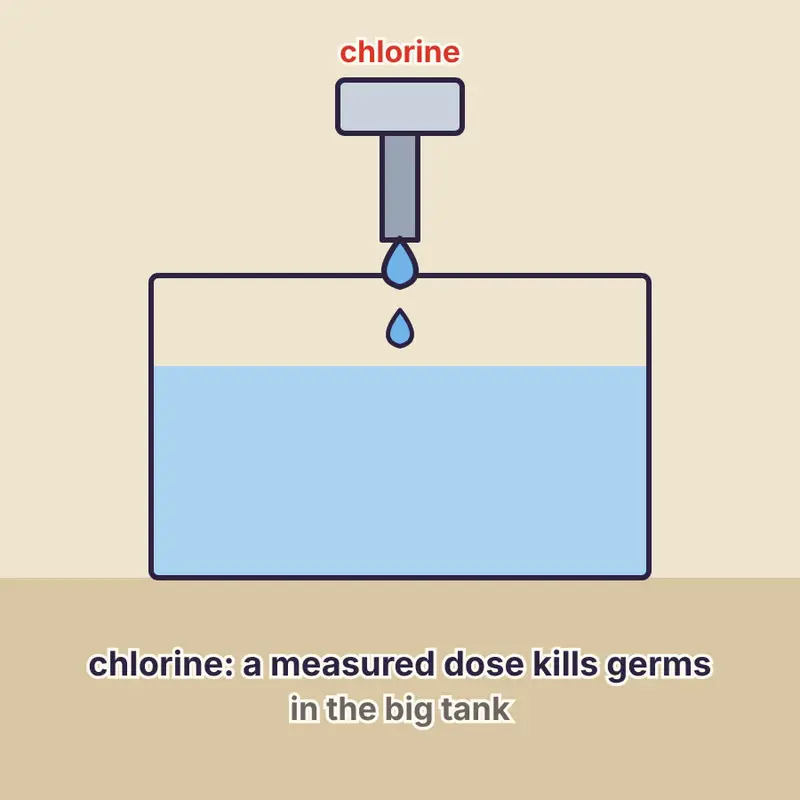 chlorine
chlorine: a measured dose kills germs
in the big tank